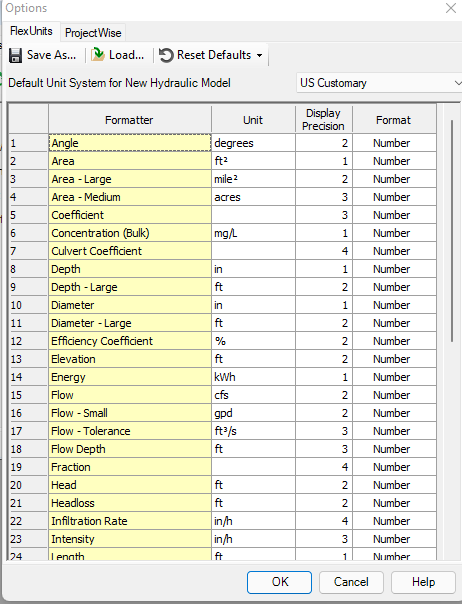 Options
FlexUnits ProjectWise
Save As... Load... Reset Defaults
Default Unit System for New Hydraulic Model US Customary
Formatter Unit Display Precision Format
1 Angle degrees 2 Number
2 Area ft² 1 Number
3 Area - Large mile² 2 Number
4 Area - Medium acres 3 Number
5 Coefficient 3 Number
6 Concentration (Bulk) mg/L 1 Number
7 Culvert Coefficient 4 Number
8 Depth in 1 Number
9 Depth - Large ft 2 Number
10 Diameter in 1 Number
11 Diameter - Large ft 2 Number
12 Efficiency Coefficient % 2 Number
13 Elevation ft 2 Number
14 Energy kWh 1 Number
15 Flow cfs 2 Number
16 Flow - Small gpd 2 Number
17 Flow - Tolerance ft³/s 3 Number
18 Flow Depth ft 3 Number
19 Fraction 4 Number
20 Head ft 2 Number
21 Headloss ft 2 Number
22 Infiltration Rate in/h 4 Number
23 Intensity in/h 3 Number
24 Length ft 1 Number
OK Cancel Help